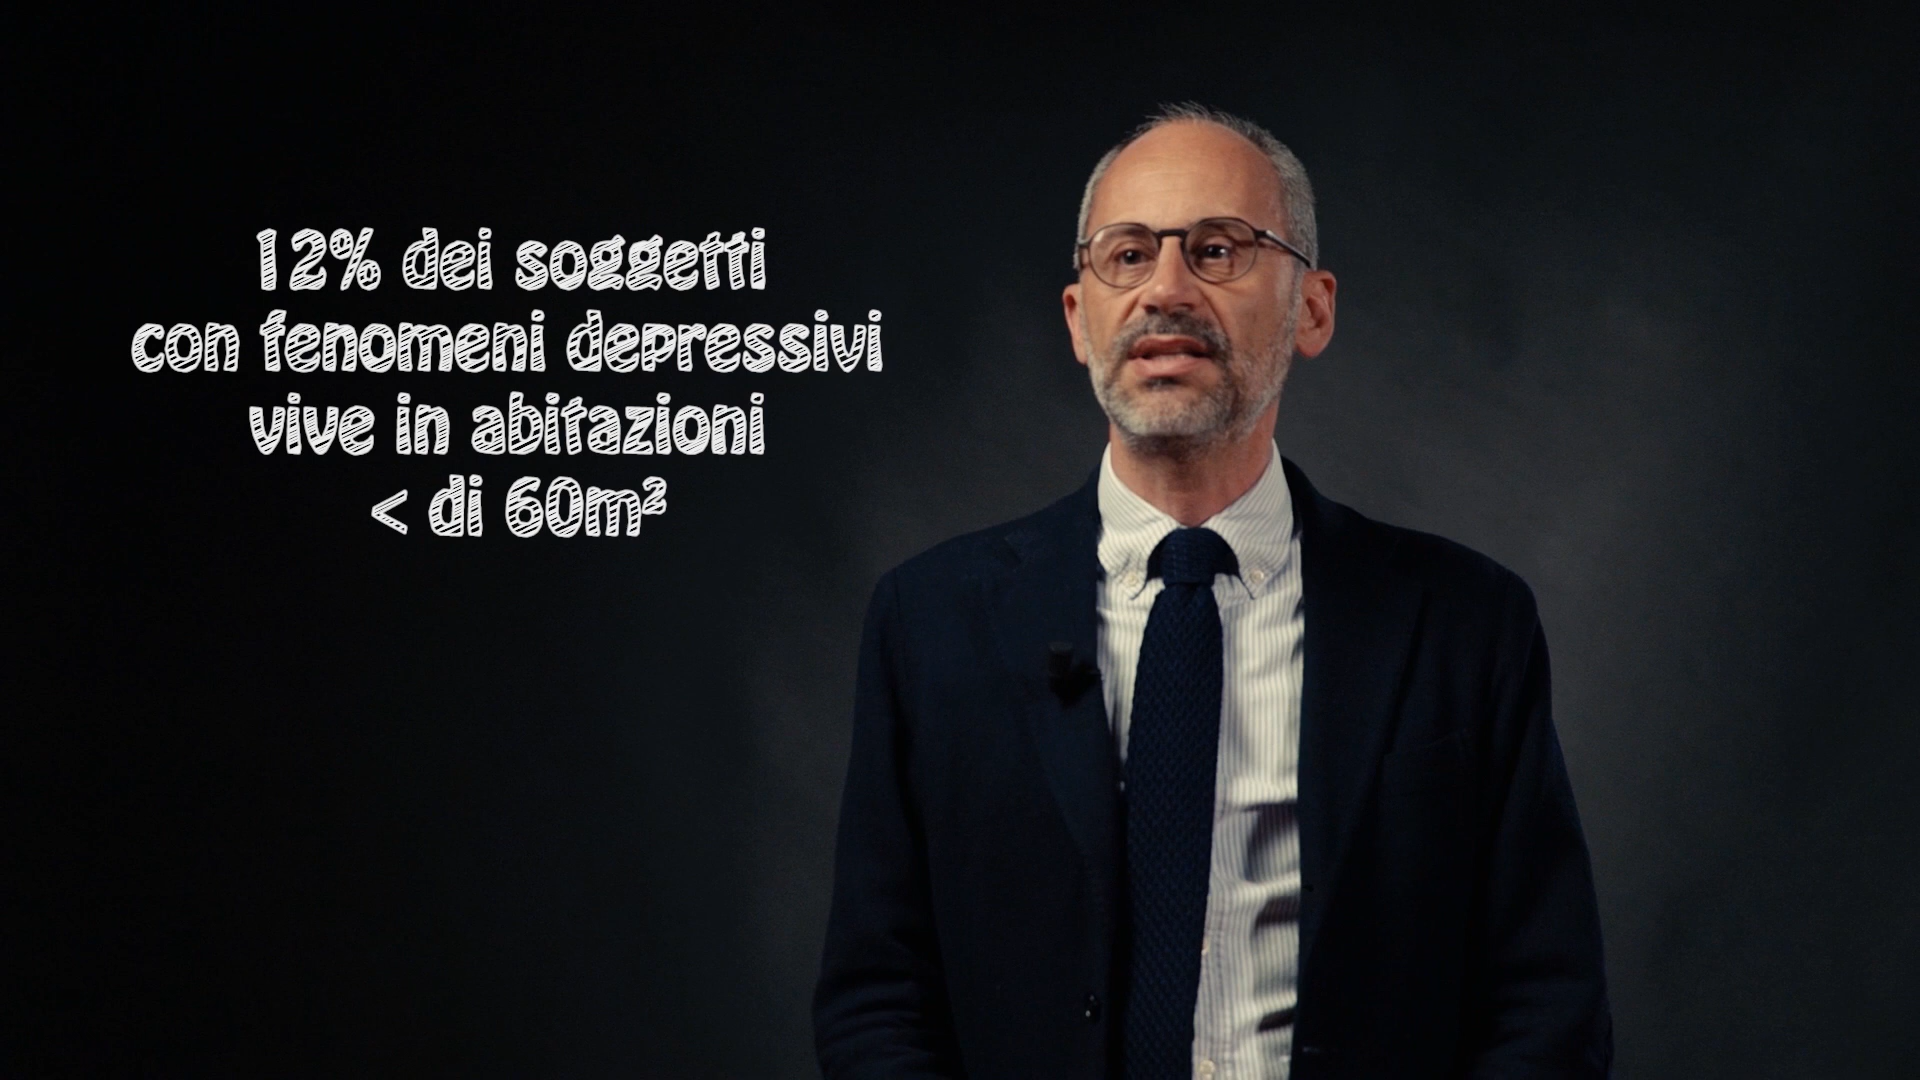 12% dei soggetti
con fenomeni depressivi
vive in abitazioni
< di 60m²